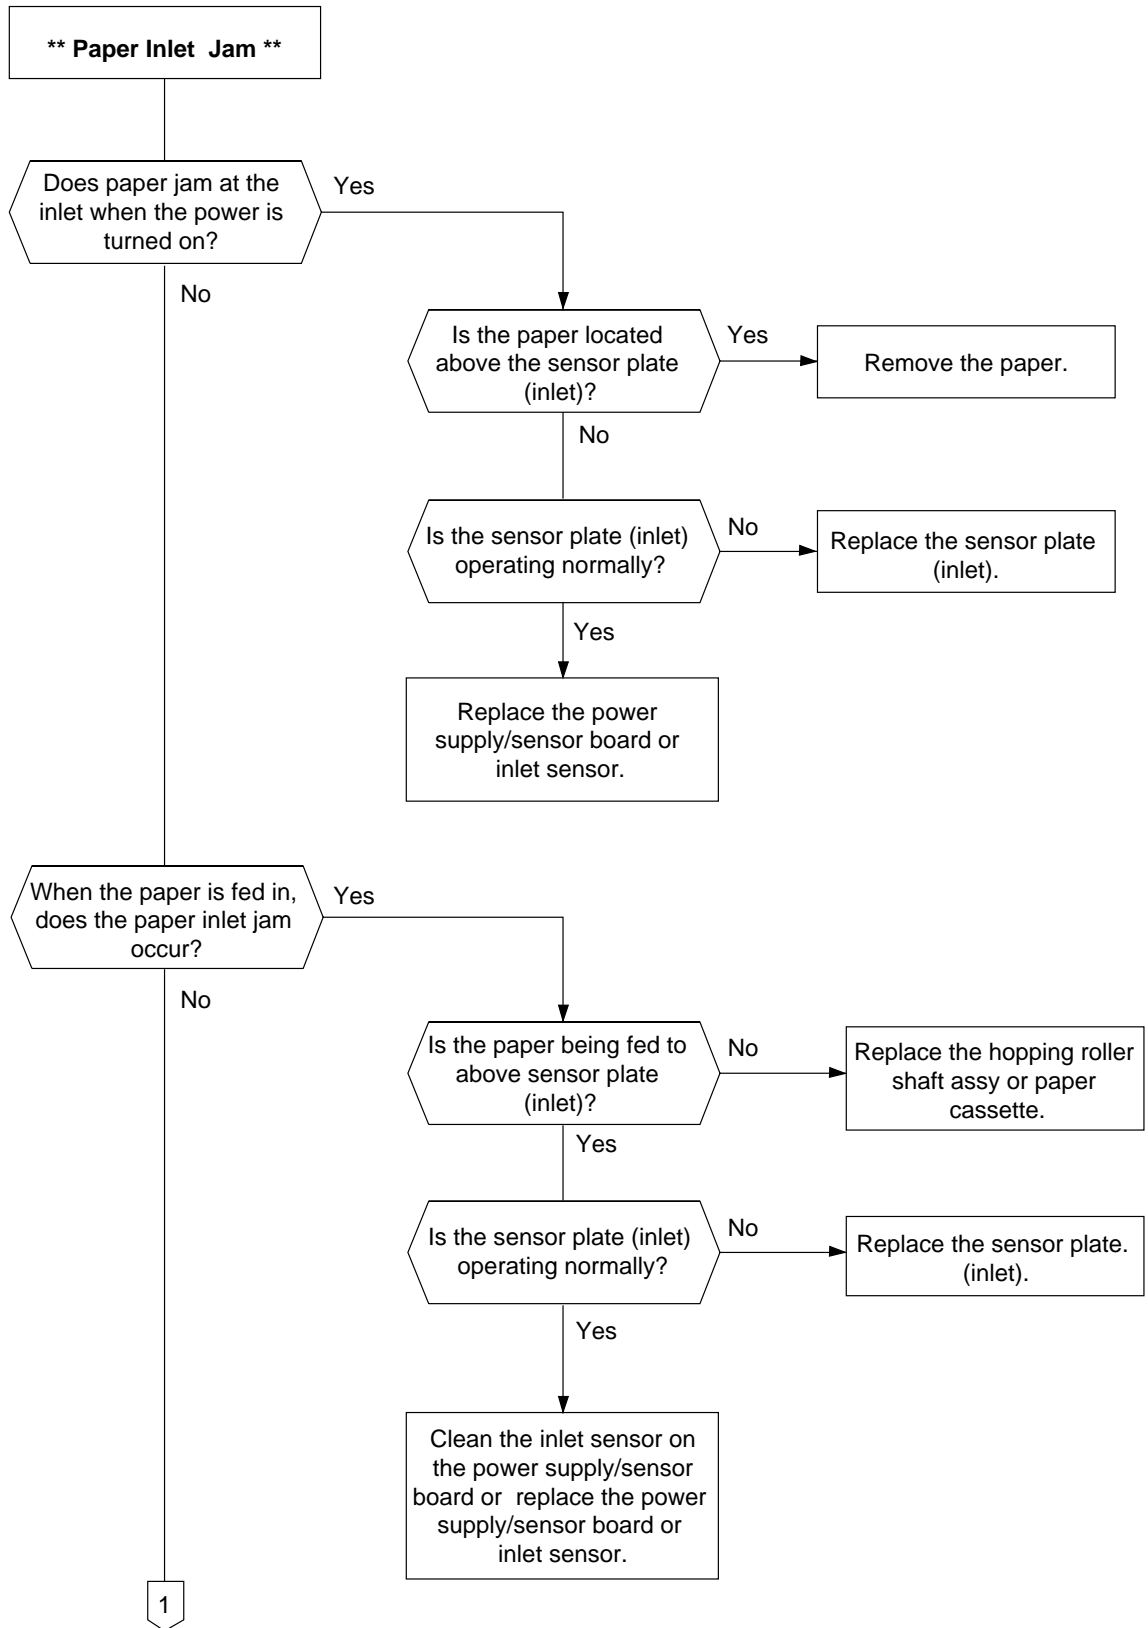 ** Paper Inlet  Jam **
Does paper jam at the
inlet when the power is
turned on?
Yes
No
Is the paper located
above the sensor plate
(inlet)?
Yes
Remove the paper.
No
Is the sensor plate (inlet)
operating normally?
No
Replace the sensor plate
(inlet).
Yes
Replace the power
supply/sensor board or
inlet sensor.
When the paper is fed in,
does the paper inlet jam
occur?
Yes
No
Is the paper being fed to
above sensor plate
(inlet)?
No
Replace the hopping roller
shaft assy or paper
cassette.
Yes
Is the sensor plate (inlet)
operating normally?
No
Replace the sensor plate.
(inlet).
Yes
Clean the inlet sensor on
the power supply/sensor
board or  replace the power
supply/sensor board or
inlet sensor.
1